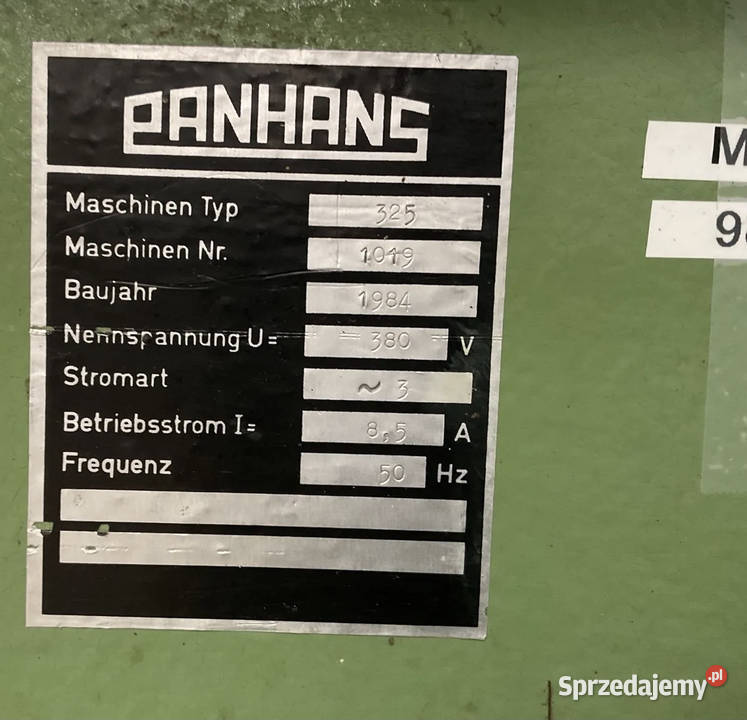 PANHANS
Maschinen Typ 325
Maschinen Nr. 1019
Baujahr 1984
Nennspannung U= 380 V
Stromart ~ 3
Betriebsstrom I= 8,5 A
Frequenz 50 Hz
M
98
Sprzedajemy.pl